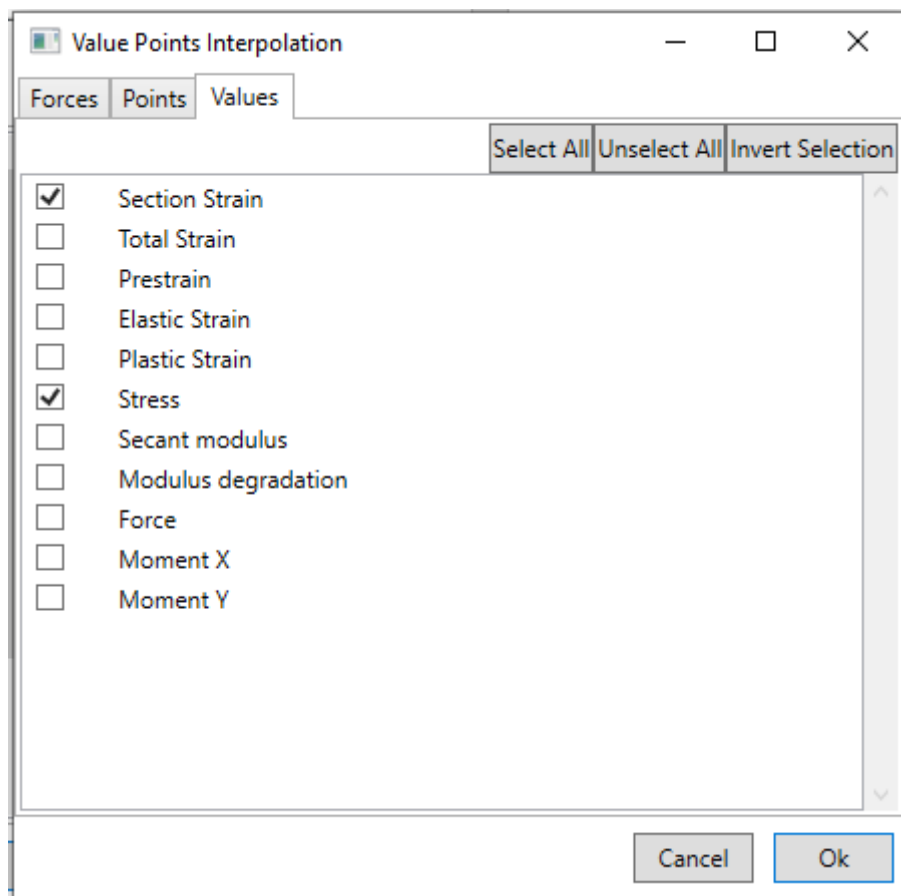 Value Points Interpolation
Forces Points Values
Select All Unselect All Invert Selection
Section Strain
Total Strain
Prestrain
Elastic Strain
Plastic Strain
Stress
Secant modulus
Modulus degradation
Force
Moment X
Moment Y
Cancel Ok